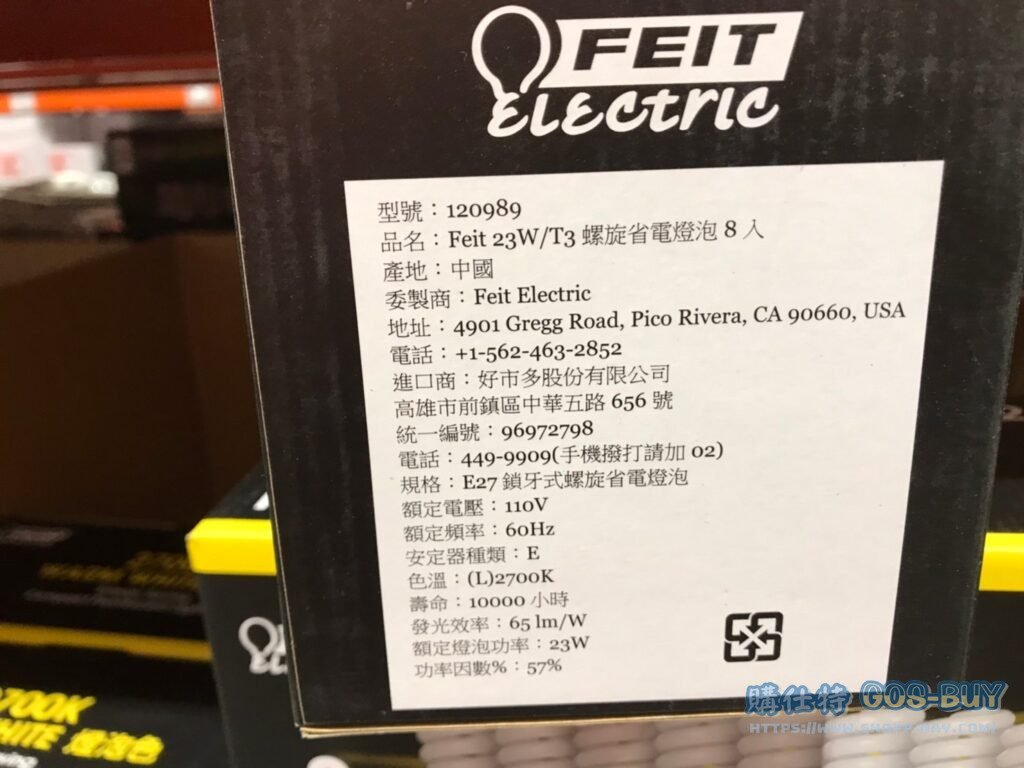 FEIT
Electric
型號：120989
品名：Feit 23W/T3 螺旋省電燈泡 8 入
產地：中國
委製商：Feit Electric
地址：4901 Gregg Road, Pico Rivera, CA 90660, USA
電話：+1-562-463-2852
進口商：好市多股份有限公司
高雄市前鎮區中華五路 656 號
統一編號：96972798
電話：449-9909(手機撥打請加 02)
規格：E27 鎖牙式螺旋省電燈泡
額定電壓：110V
額定頻率：60Hz
安定器種類：E
色溫：(L)2700K
壽命：10000 小時
發光效率：65 lm/W
額定燈泡功率：23W
功率因數%：57%
2700K
WHITE 燈泡色
購仕特 GOS-BUY